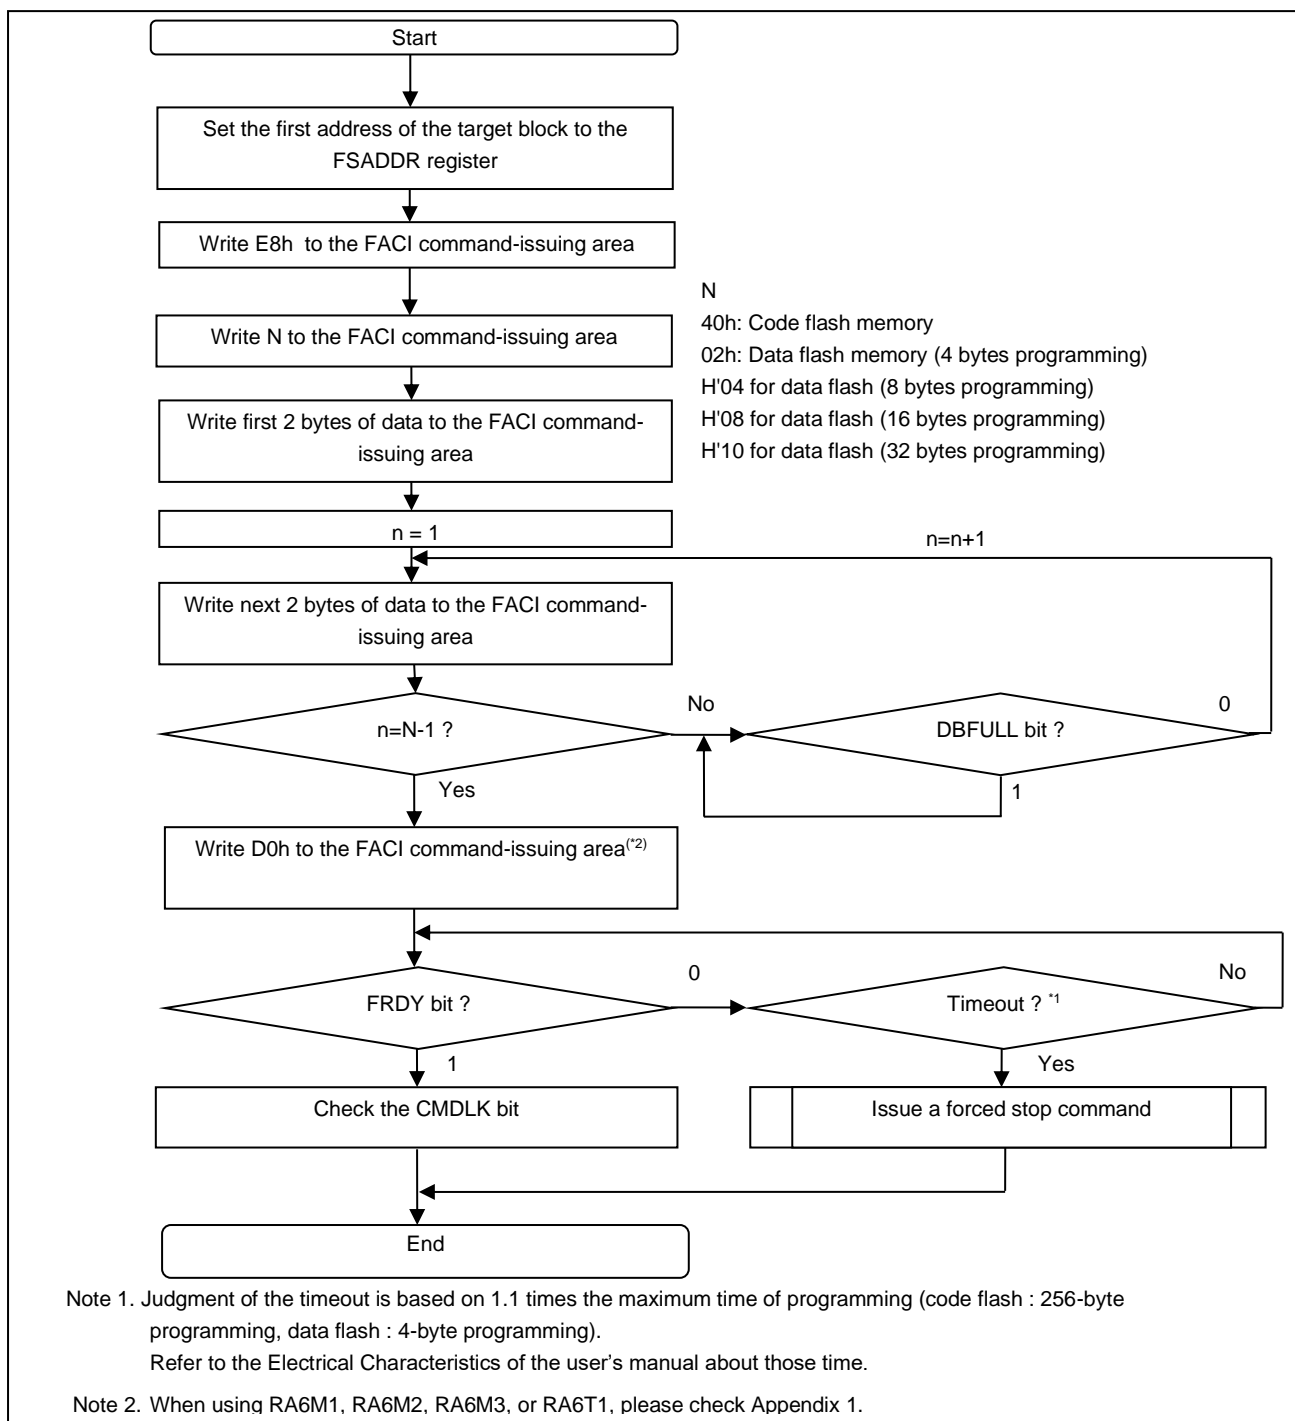 Start
Set the first address of the target block to the
FSADDR register
Write E8h  to the FACI command-issuing area
Write N to the FACI command-issuing area
N
40h: Code flash memory
02h: Data flash memory (4 bytes programming)
H'04 for data flash (8 bytes programming)
H'08 for data flash (16 bytes programming)
H'10 for data flash (32 bytes programming)
Write first 2 bytes of data to the FACI command-
issuing area
n = 1
n=n+1
Write next 2 bytes of data to the FACI command-
issuing area
n=N-1 ?
No
DBFULL bit ?
0
1
Yes
Write D0h to the FACI command-issuing area(*2)
FRDY bit ?
0
Timeout ? *1
No
1
Yes
Check the CMDLK bit
Issue a forced stop command
End
Note 1. Judgment of the timeout is based on 1.1 times the maximum time of programming (code flash : 256-byte
programming, data flash : 4-byte programming).
Refer to the Electrical Characteristics of the user's manual about those time.
Note 2. When using RA6M1, RA6M2, RA6M3, or RA6T1, please check Appendix 1.